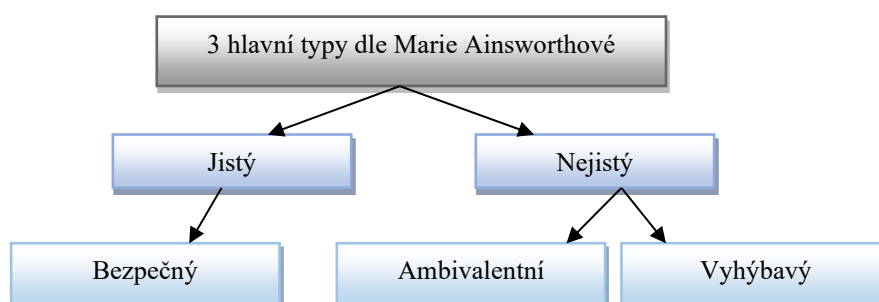 3 hlavní typy dle Marie Ainsworthové
Jistý
Nejistý
Bezpečný
Ambivalentní
Vyhýbavý